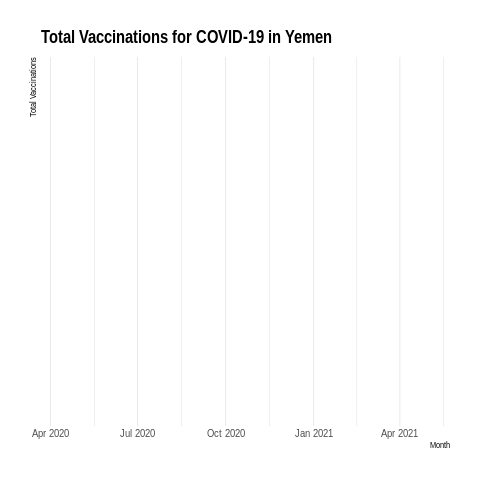 Total Vaccinations for COVID-19 in Yemen
Total Vaccinations
Apr 2020 Jul 2020 Oct 2020 Jan 2021 Apr 2021
Month